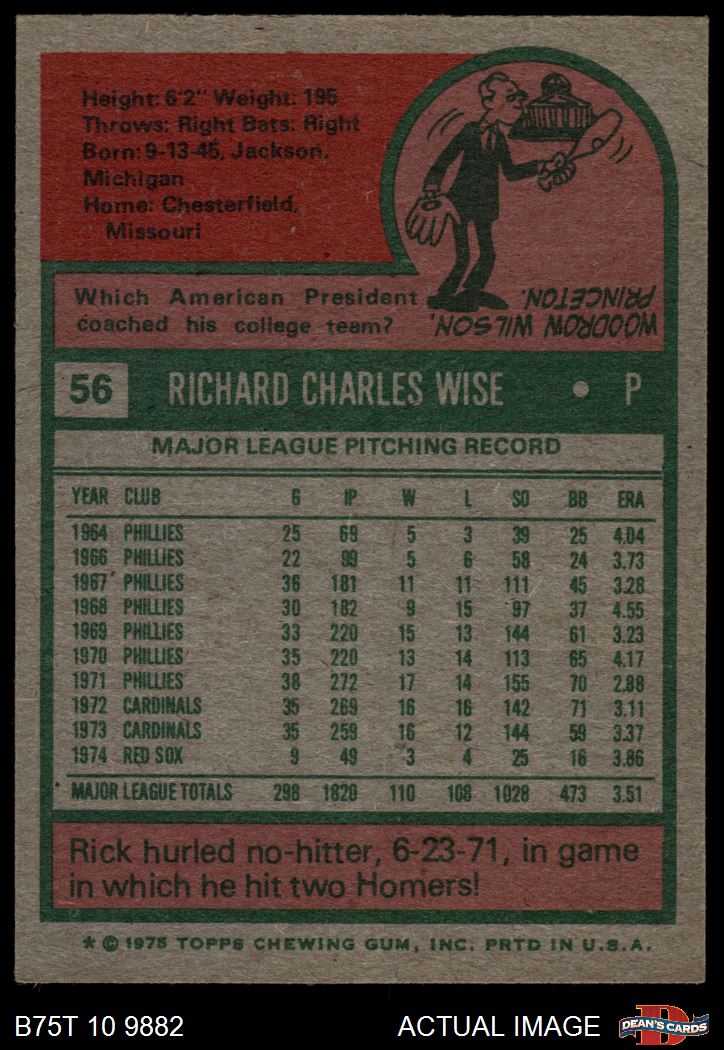 Height: 6'2" Weight: 195
Throws: Right Bats: Right
Born: 9-13-45, Jackson,
Michigan
Home: Chesterfield,
Missouri
Which American President
coached his college team?
WOODROW WILSON,
PRINCETON.
56 RICHARD CHARLES WISE • P
MAJOR LEAGUE PITCHING RECORD
YEAR CLUB G IP W L SO BB ERA
1964 PHILLIES 25 69 5 3 39 25 4.04
1966 PHILLIES 22 99 5 6 58 24 3.73
1967 PHILLIES 36 181 11 11 111 45 3.28
1968 PHILLIES 30 182 9 15 97 37 4.55
1969 PHILLIES 33 220 15 13 144 61 3.23
1970 PHILLIES 35 220 13 14 113 65 4.17
1971 PHILLIES 38 272 17 14 155 70 2.88
1972 CARDINALS 35 269 16 16 142 71 3.11
1973 CARDINALS 35 259 16 12 144 59 3.37
1974 RED SOX 9 49 3 4 25 16 3.86
MAJOR LEAGUE TOTALS 298 1820 110 108 1028 473 3.51
Rick hurled no-hitter, 6-23-71, in game
in which he hit two Homers!
* © 1975 TOPPS CHEWING GUM, INC. PRTD IN U.S.A.
B75T 10 9882 ACTUAL IMAGE D DEAN'S CARDS